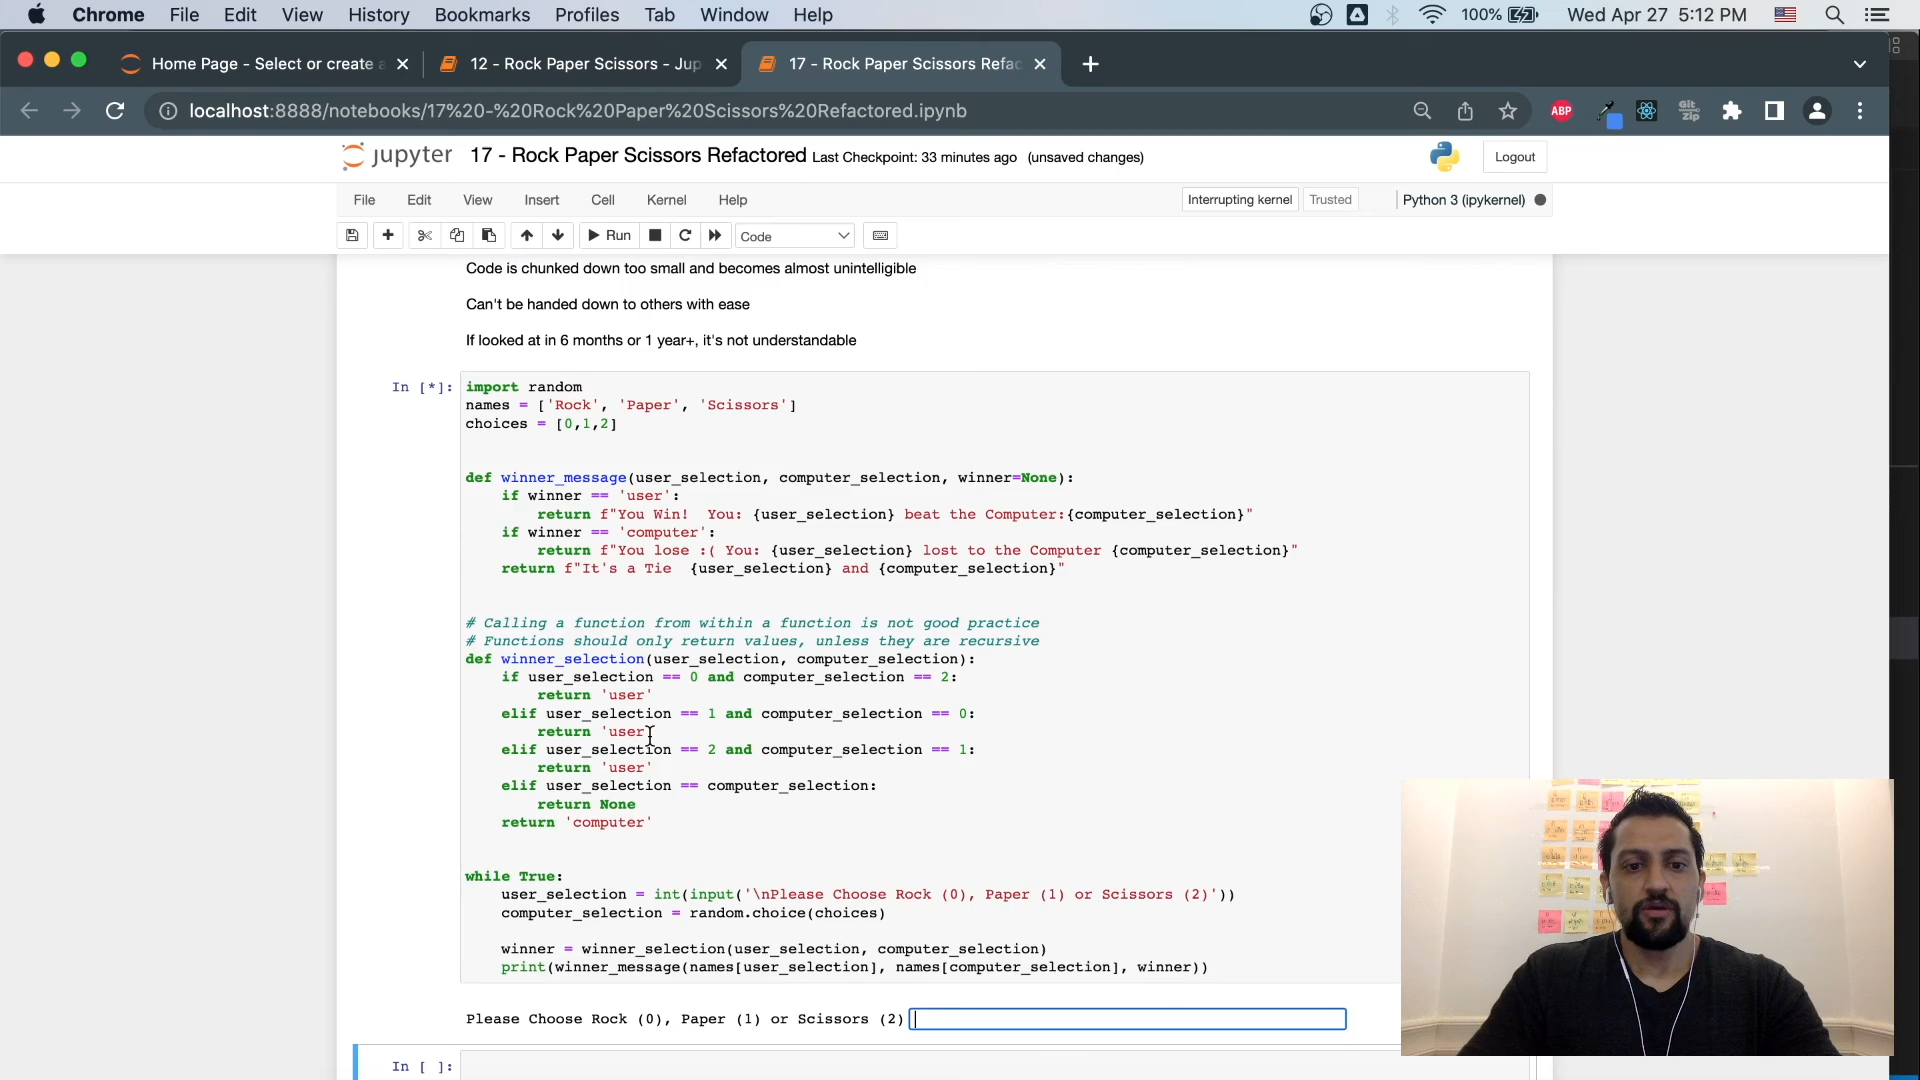 Chrome File Edit View History Bookmarks Profiles Tab Window Help 100% Wed Apr 27 5:12 PM
Home Page - Select or create a 12 - Rock Paper Scissors - Jup 17 - Rock Paper Scissors Refac
localhost:8888/notebooks/17%20-%20Rock%20Paper%20Scissors%20Refactored.ipynb ABP Git Zip
jupyter 17 - Rock Paper Scissors Refactored Last Checkpoint: 33 minutes ago (unsaved changes) Logout
File Edit View Insert Cell Kernel Help Interrupting kernel Trusted Python 3 (ipykernel)
Run Code
Code is chunked down too small and becomes almost unintelligible
Can't be handed down to others with ease
If looked at in 6 months or 1 year+, it's not understandable
In [*]: import random
names = ['Rock', 'Paper', 'Scissors']
choices = [0,1,2]
def winner_message(user_selection, computer_selection, winner=None):
if winner == 'user':
return f"You Win!  You: {user_selection} beat the Computer:{computer_selection}"
if winner == 'computer':
return f"You lose :( You: {user_selection} lost to the Computer {computer_selection}"
return f"It's a Tie  {user_selection} and {computer_selection}"
# Calling a function from within a function is not good practice
# Functions should only return values, unless they are recursive
def winner_selection(user_selection, computer_selection):
if user_selection == 0 and computer_selection == 2:
return 'user'
elif user_selection == 1 and computer_selection == 0:
return 'user'
elif user_selection == 2 and computer_selection == 1:
return 'user'
elif user_selection == computer_selection:
return None
return 'computer'
while True:
user_selection = int(input('\nPlease Choose Rock (0), Paper (1) or Scissors (2)'))
computer_selection = random.choice(choices)
winner = winner_selection(user_selection, computer_selection)
print(winner_message(names[user_selection], names[computer_selection], winner))
Please Choose Rock (0), Paper (1) or Scissors (2)
In [ ]: